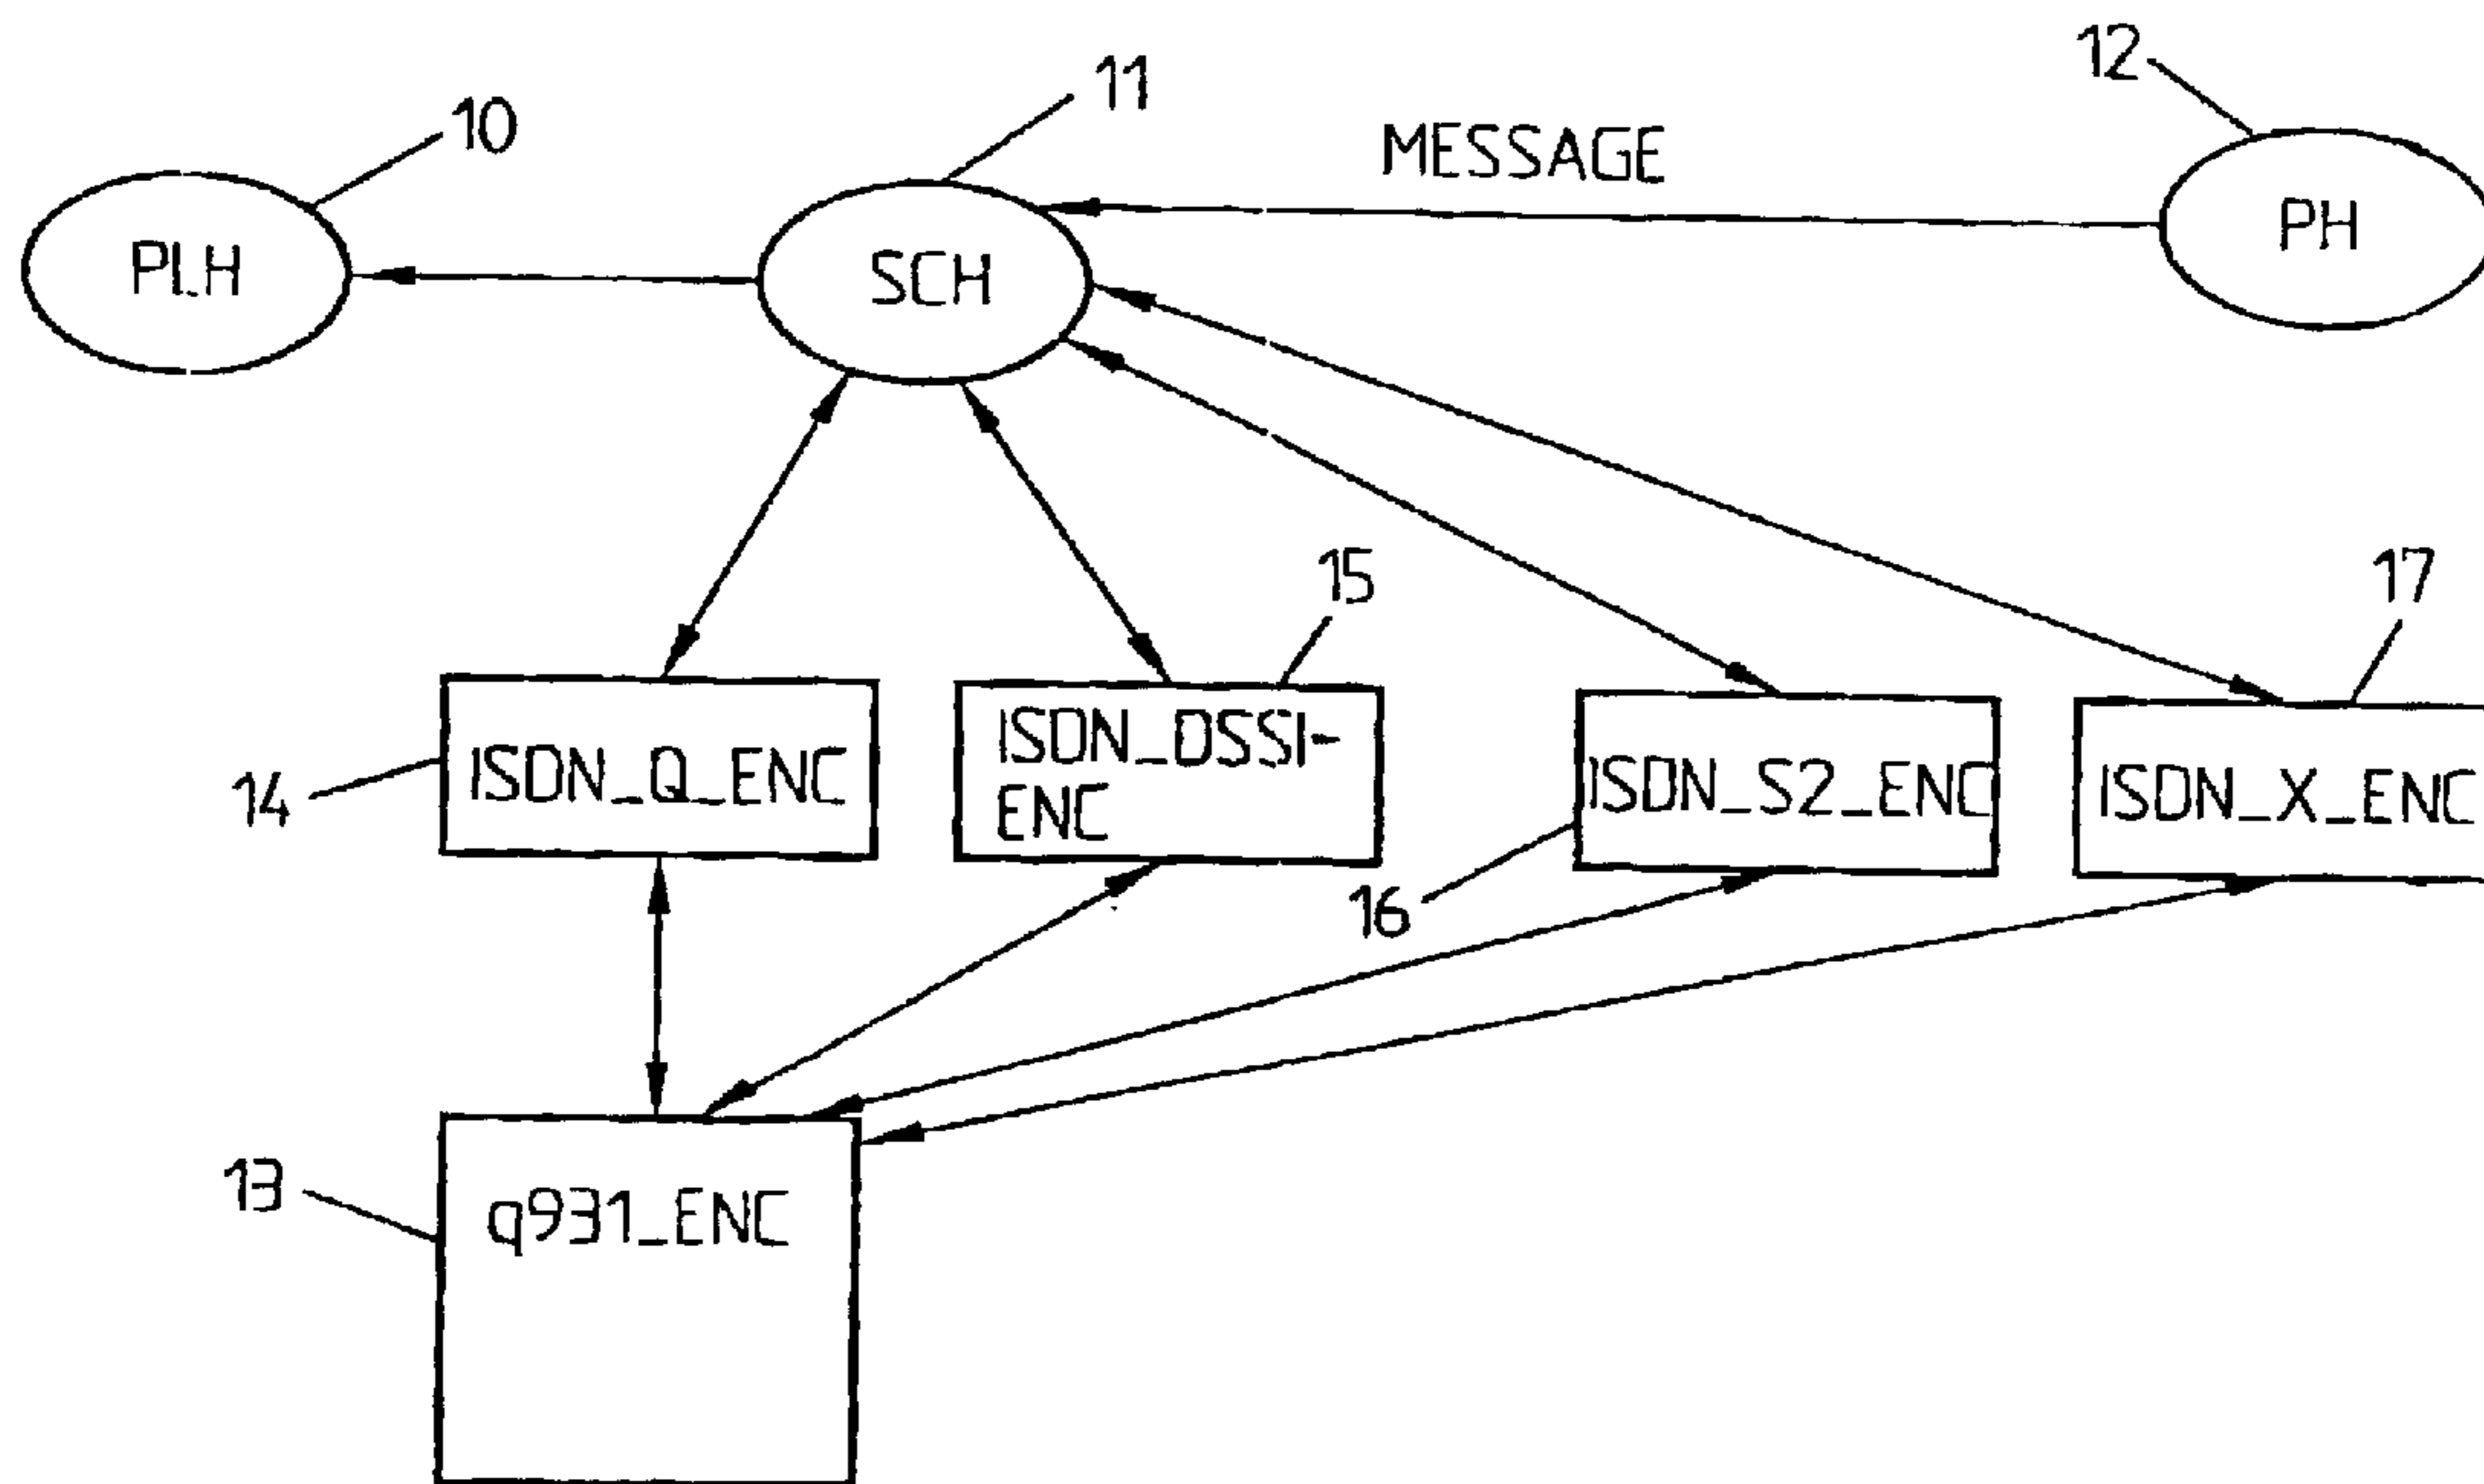 12
11
10
MESSAGE
PLH
SCH
PH
15
17
ISDN_DSSI-
ENC
14
ISDN_Q_ENC
ISDN_S2_ENC
ISDN_X_ENC
16
13
q931_ENC